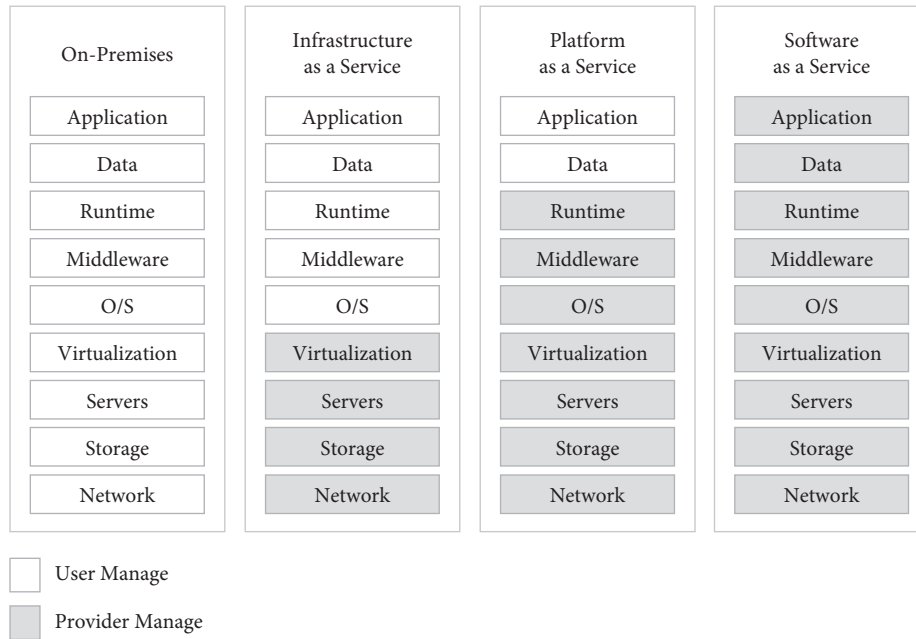 On-Premises
Application
Data
Runtime
Middleware
O/S
Virtualization
Servers
Storage
Network
Infrastructure
as a Service
Application
Data
Runtime
Middleware
O/S
Virtualization
Servers
Storage
Network
Platform
as a Service
Application
Data
Runtime
Middleware
O/S
Virtualization
Servers
Storage
Network
Software
as a Service
Application
Data
Runtime
Middleware
O/S
Virtualization
Servers
Storage
Network
User Manage
Provider Manage